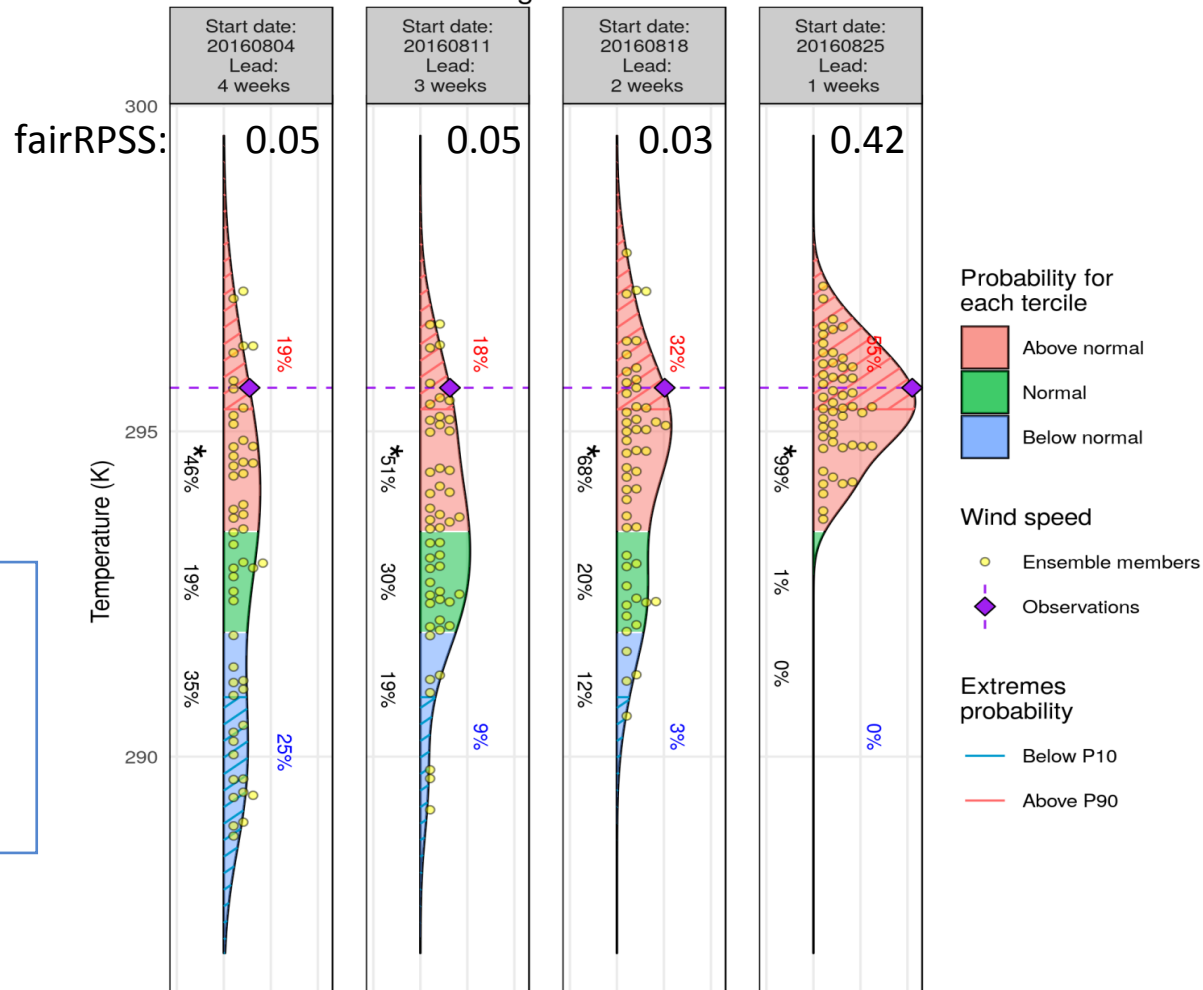 Start date:
20160804
Lead:
4 weeks
Start date:
20160811
Lead:
3 weeks
Start date:
20160818
Lead:
2 weeks
Start date:
20160825
Lead:
1 weeks
fairRPSS: 0.05 0.05 0.03 0.42
Temperature (K)
300
295
290
19%
*46%
19%
35%
25%
18%
*51%
30%
19%
9%
32%
*68%
20%
12%
3%
55%
*99%
1%
0%
0%
Probability for
each tercile
Above normal
Normal
Below normal
Wind speed
Ensemble members
Observations
Extremes
probability
Below P10
Above P90